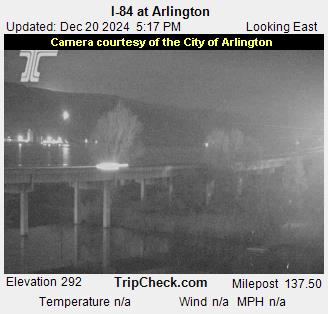 I-84 at Arlington
Updated: Dec 20 2024 5:17 PM Looking East
Camera courtesy of the City of Arlington
Elevation 292 TripCheck.com Milepost 137.50
Temperature n/a Wind n/a MPH n/a